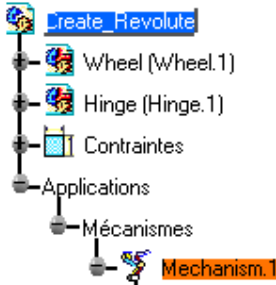 Create_Revolute
Wheel (Wheel.1)
Hinge (Hinge.1)
Contraintes
Applications
Mécanismes
Mechanism.1